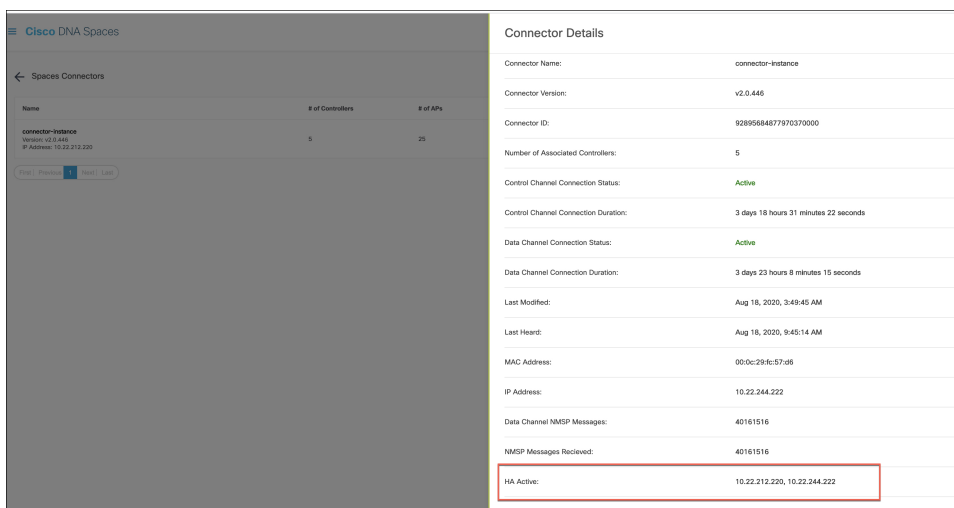 Cisco DNA Spaces
Spaces Connectors
Name # of Controllers # of APs
connector-instance
Version: v2.0.446
IP Address: 10.22.212.220
5 25
First Previous 1 Next Last
Connector Details
Connector Name: connector-instance
Connector Version: v2.0.446
Connector ID: 92895684877970370000
Number of Associated Controllers: 5
Control Channel Connection Status: Active
Control Channel Connection Duration: 3 days 18 hours 31 minutes 22 seconds
Data Channel Connection Status: Active
Data Channel Connection Duration: 3 days 23 hours 8 minutes 15 seconds
Last Modified: Aug 18, 2020, 3:49:45 AM
Last Heard: Aug 18, 2020, 9:45:14 AM
MAC Address: 00:0c:29:fc:57:d6
IP Address: 10.22.244.222
Data Channel NMSP Messages: 40161516
NMSP Messages Recieved: 40161516
HA Active: 10.22.212.220, 10.22.244.222